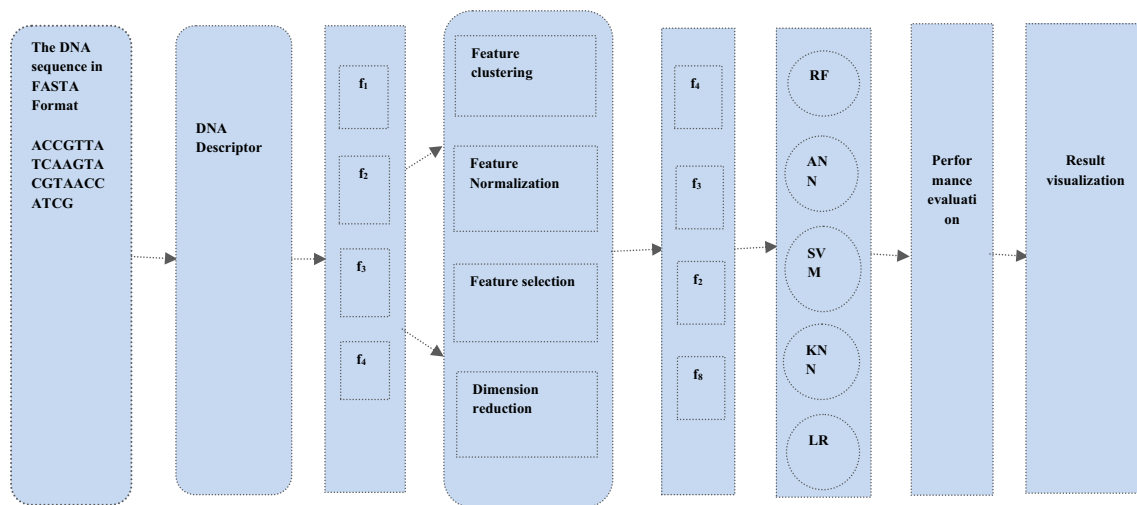 The DNA
sequence in
FASTA
Format
ACCGTTA
TCAAGTA
CGTAACC
ATCG
DNA
Descriptor
f₁
f₂
f₃
f₄
Feature
clustering
Feature
Normalization
Feature selection
Dimension
reduction
f₄
f₃
f₂
f₈
RF
AN
N
SV
M
KN
N
LR
Perfor
mance
evaluati
on
Result
visualization